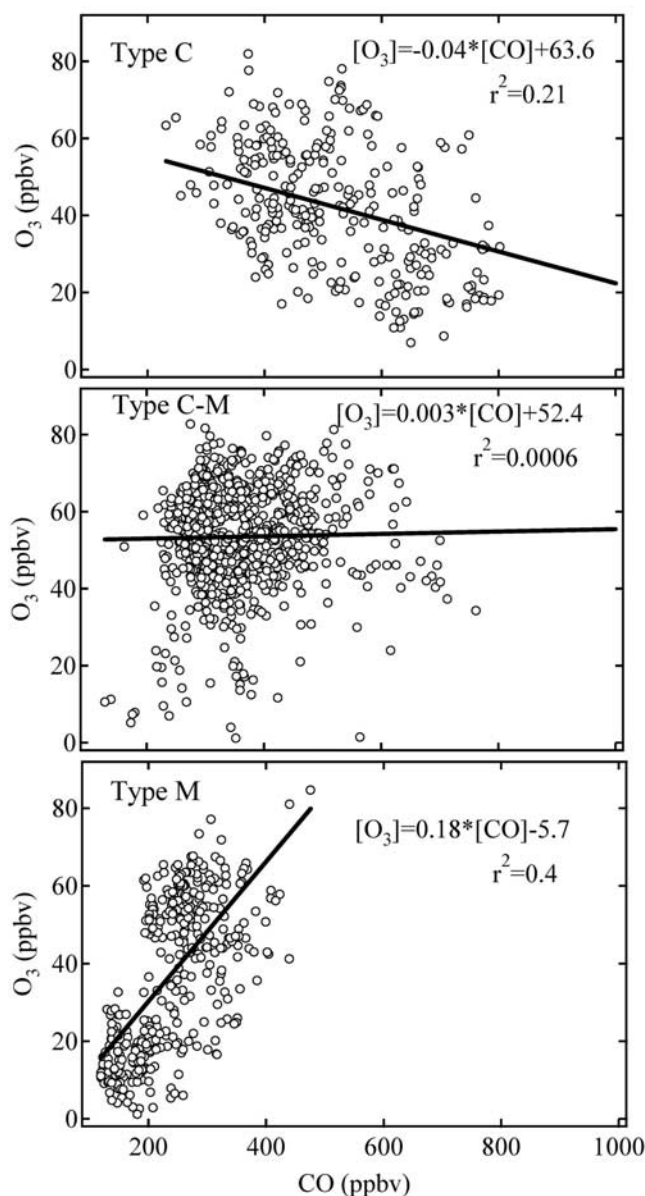 Type C
[O₃]=-0.04*[CO]+63.6
r²=0.21
80
60
40
20
0
O₃ (ppbv)
Type C-M
[O₃]=0.003*[CO]+52.4
r²=0.0006
80
60
40
20
0
O₃ (ppbv)
Type M
[O₃]=0.18*[CO]-5.7
r²=0.4
80
60
40
20
0
O₃ (ppbv)
200 400 600 800 1000
CO (ppbv)